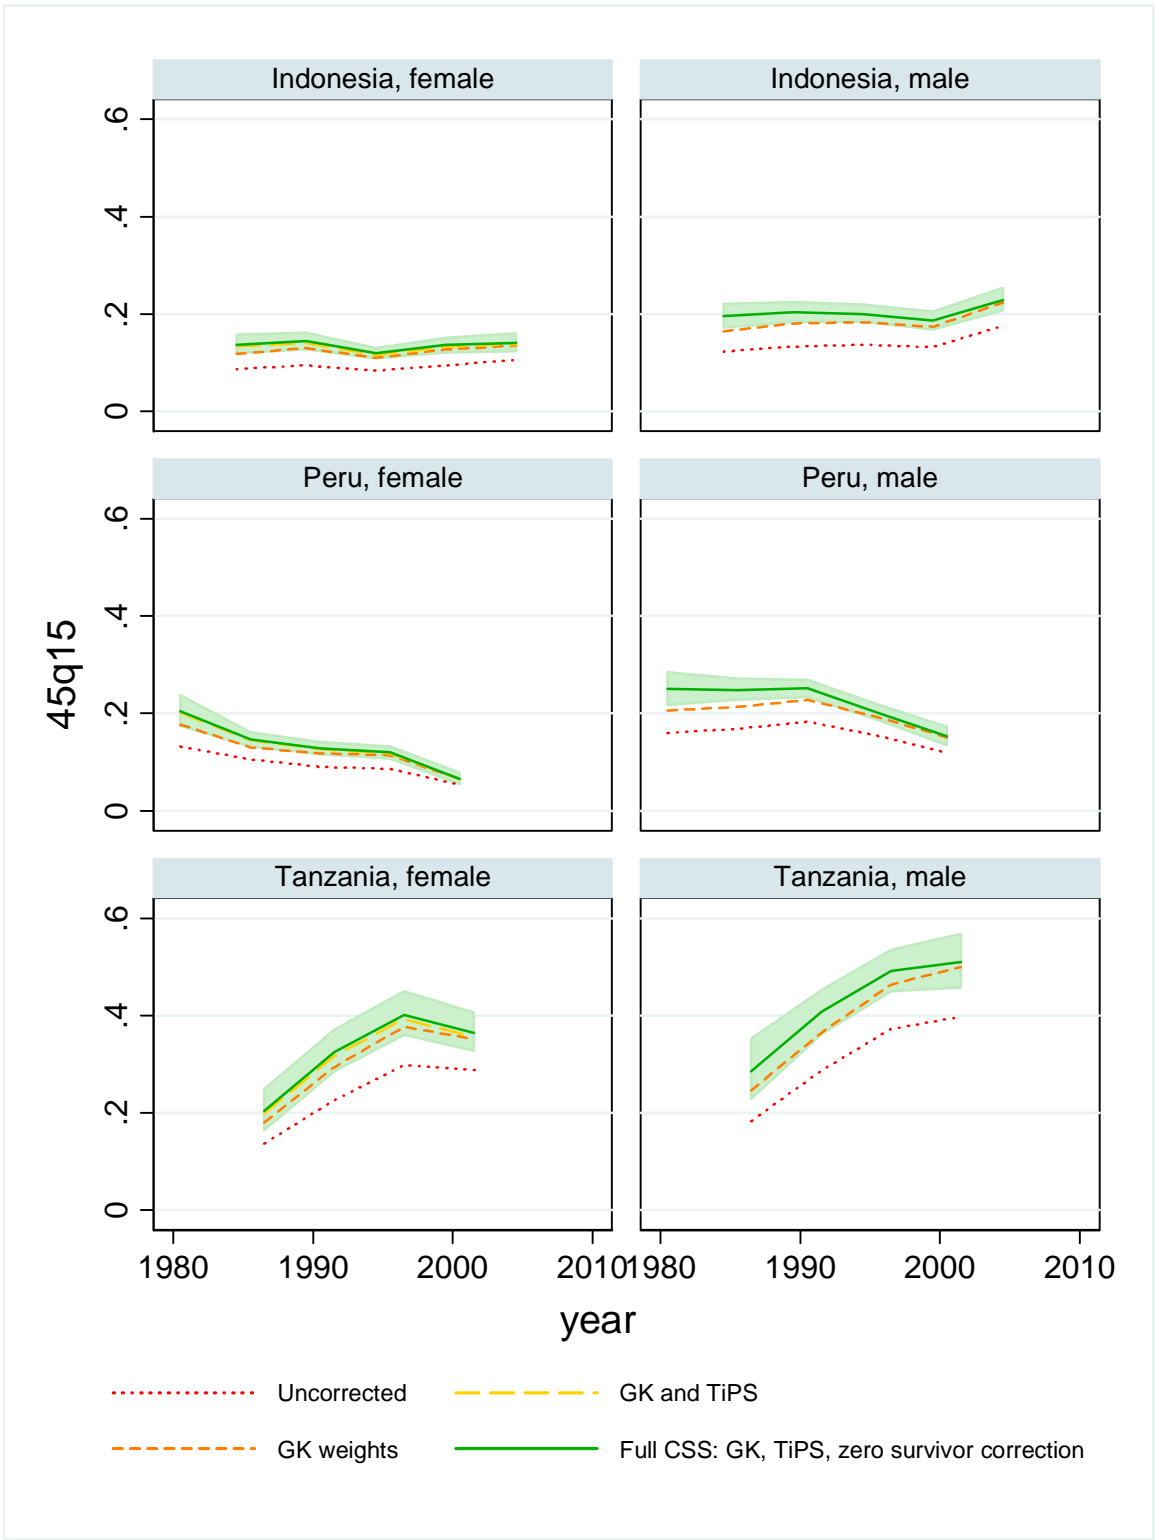 Indonesia, female
Indonesia, male
.6
.4
.2
0
Peru, female
Peru, male
.6
.4
.2
0
45q15
Tanzania, female
Tanzania, male
.6
.4
.2
0
1980 1990 2000 2010 1980 1990 2000 2010
year
Uncorrected
GK and TiPS
GK weights
Full CSS: GK, TiPS, zero survivor correction